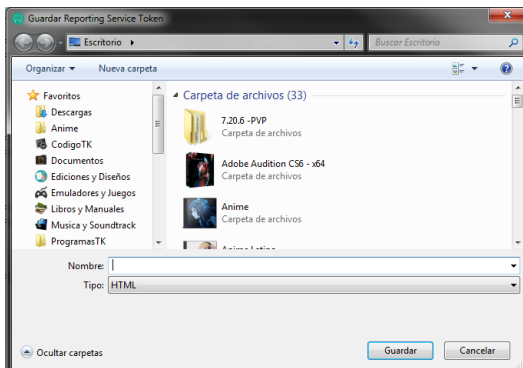 Guardar Reporting Service Token
Escritorio
Buscar Escritorio
Organizar
Nueva carpeta
Favoritos
Descargas
Anime
CodigoTK
Documentos
Ediciones y Diseños
Emuladores y Juegos
Libros y Manuales
Musica y Soundtrack
ProgramasTK
Carpeta de archivos (33)
7.20.6 -PVP
Carpeta de archivos
Adobe Audition CS6 - x64
Carpeta de archivos
Anime
Carpeta de archivos
Anime Latino
Nombre:
Tipo: HTML
Ocultar carpetas
Guardar
Cancelar